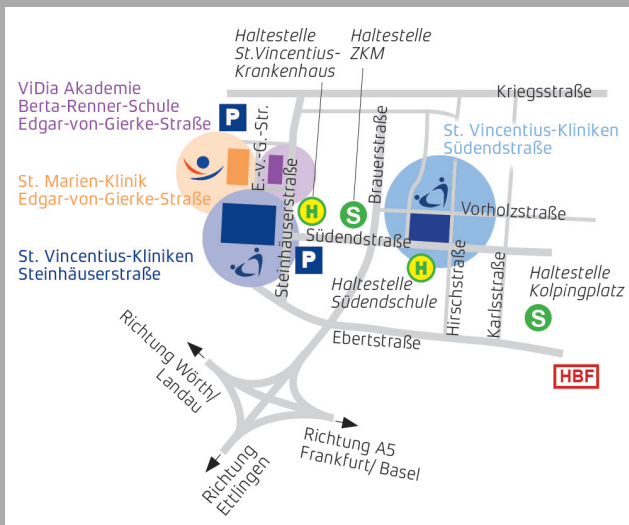 Haltestelle
St.Vincentius-
Krankenhaus
Haltestelle
ZKM
Kriegsstraße
ViDia Akademie
Berta-Renner-Schule
Edgar-von-Gierke-Straße
P
E.-v.-G.-Str.
Brauerstraße
St. Vincentius-Kliniken
Südendstraße
St. Marien-Klinik
Edgar-von-Gierke-Straße
Steinhäuserstraße
H
S
Vorholzstraße
Südendstraße
St. Vincentius-Kliniken
Steinhäuserstraße
P
H
Haltestelle
Südendschule
Hirschstraße
Karlsstraße
Haltestelle
Kolpingplatz
S
Ebertstraße
HBF
Richtung Wörth/
Landau
Richtung A5
Frankfurt/ Basel
Richtung
Ettlingen